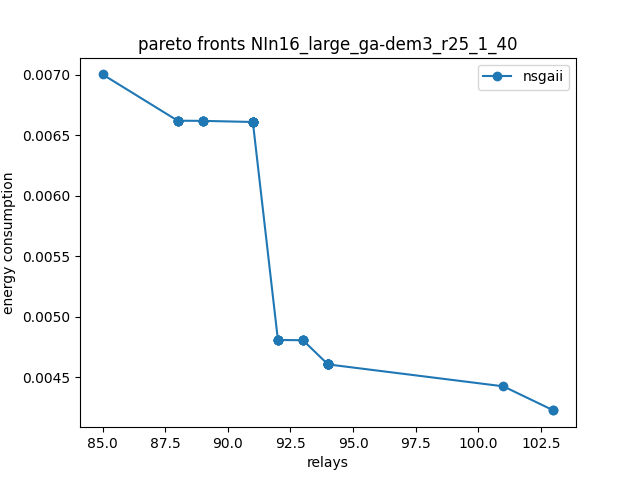 pareto fronts NIn16_large_ga-dem3_r25_1_40
nsgaii
energy consumption
0.0070
0.0065
0.0060
0.0055
0.0050
0.0045
85.0 87.5 90.0 92.5 95.0 97.5 100.0 102.5
relays